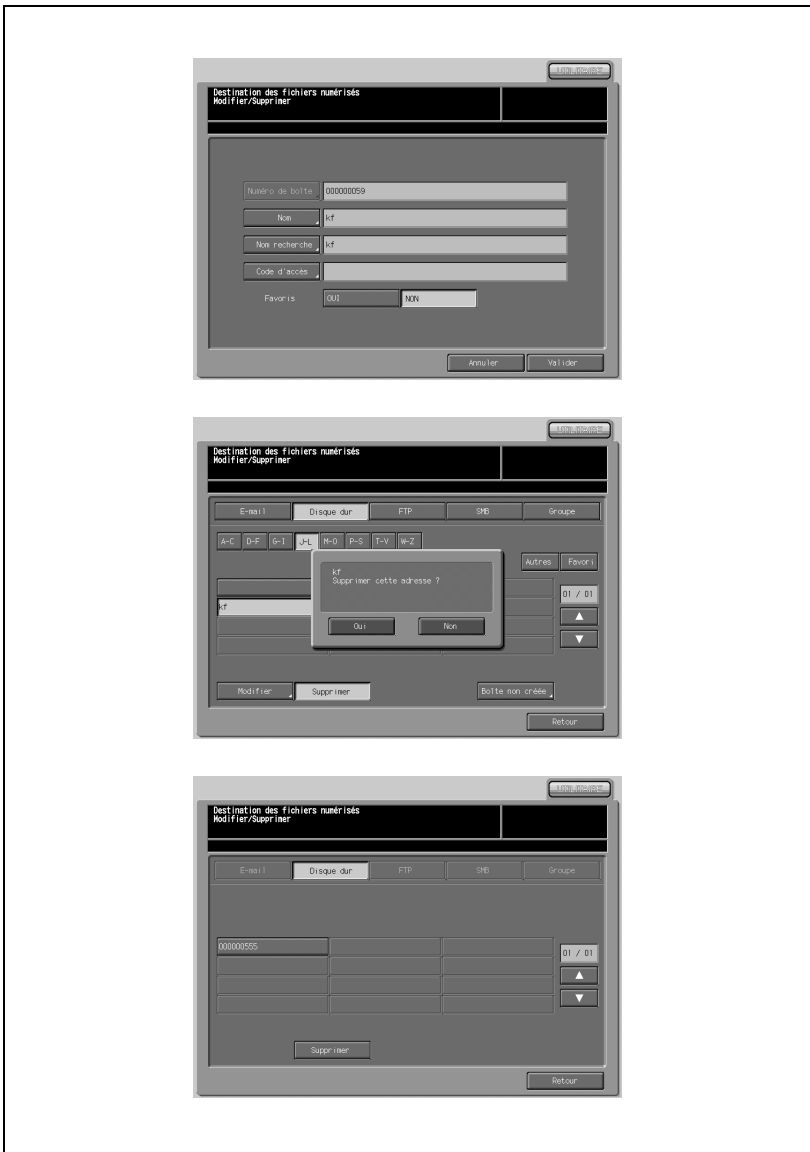 UTILITAIRE
Destination des fichiers numérisés
Modifier/Supprimer
Numéro de boîte 000000059
Nom kf
Nom recherche kf
Code d'accès
Favoris OUI NON
Annuler Valider
UTILITAIRE
Destination des fichiers numérisés
Modifier/Supprimer
E-mail Disque dur FTP SMB Groupe
A-C D-F G-I J-L M-O P-S T-V W-Z
Autres Favori
kf
Supprimer cette adresse ?
01 / 01
kf
Oui Non
Modifier Supprimer Boîte non créée
Retour
UTILITAIRE
Destination des fichiers numérisés
Modifier/Supprimer
E-mail Disque dur FTP SMB Groupe
000000555
01 / 01
Supprimer
Retour